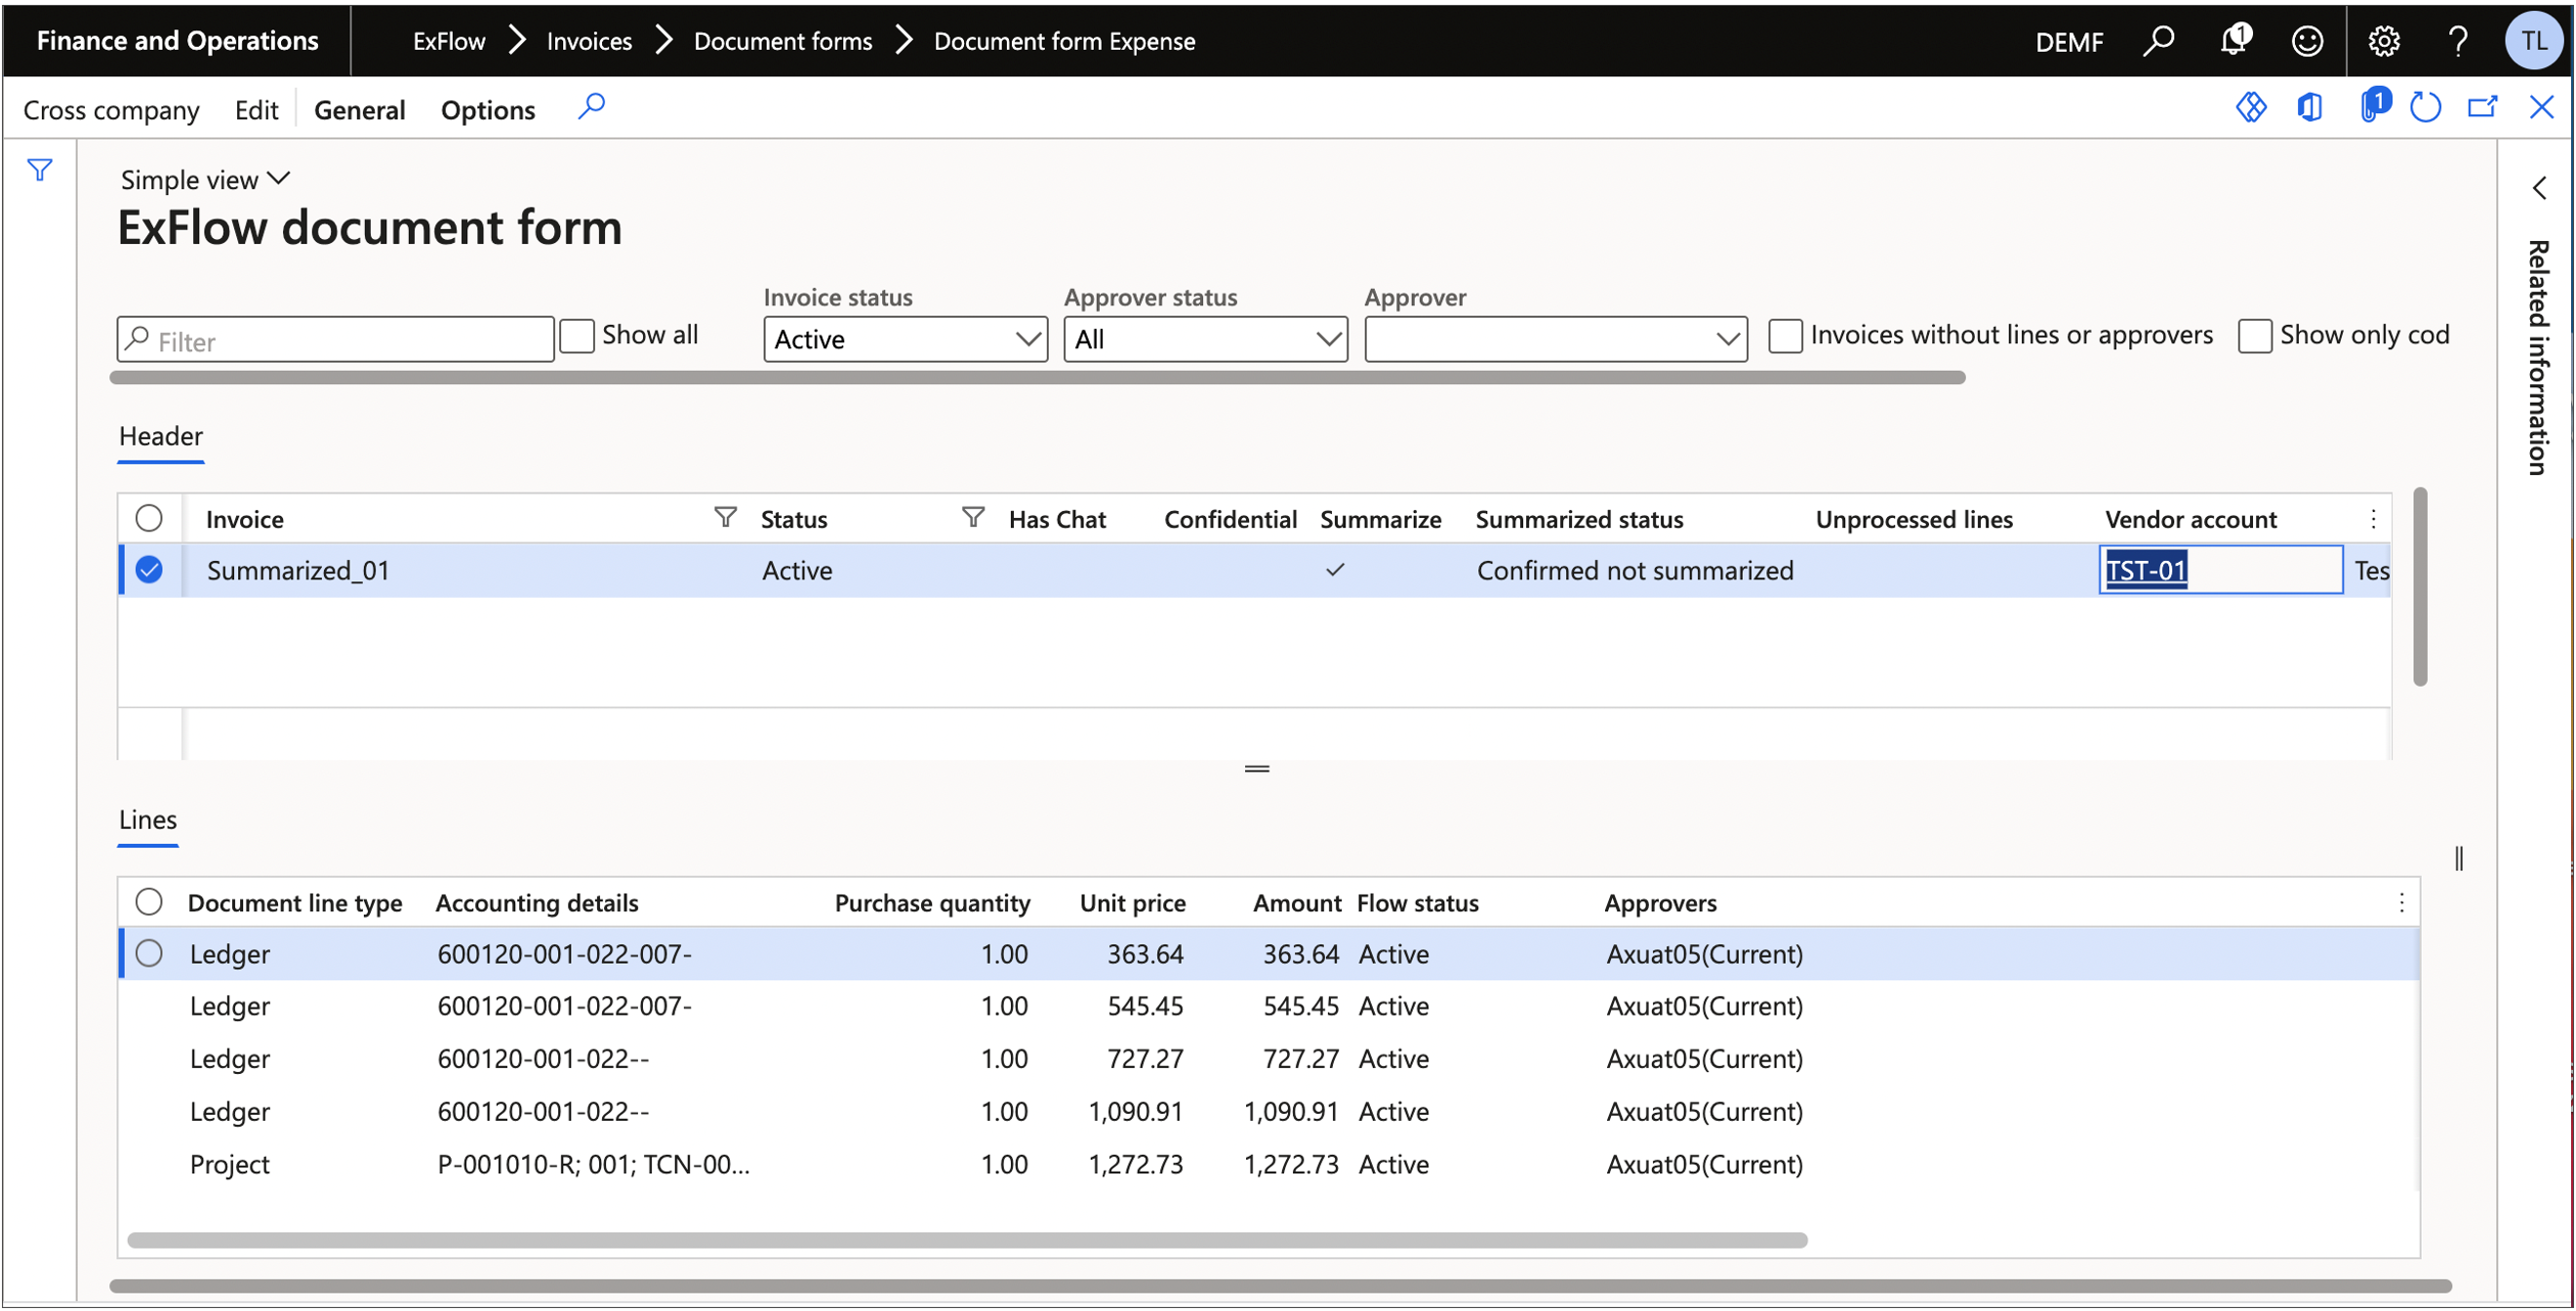 Finance and Operations ExFlow Invoices Document forms Document form Expense DEMF 1 ? TL
Cross company Edit General Options 1
Simple view
ExFlow document form
Invoice status Approver status Approver
Filter Show all Active All Invoices without lines or approvers Show only cod
Related information
Header
Invoice Status Has Chat Confidential Summarize Summarized status Unprocessed lines Vendor account
Summarized_01 Active Confirmed not summarized TST-01 Tes
Lines
Document line type Accounting details Purchase quantity Unit price Amount Flow status Approvers
Ledger 600120-001-022-007- 1.00 363.64 363.64 Active Axuat05(Current)
Ledger 600120-001-022-007- 1.00 545.45 545.45 Active Axuat05(Current)
Ledger 600120-001-022-- 1.00 727.27 727.27 Active Axuat05(Current)
Ledger 600120-001-022-- 1.00 1,090.91 1,090.91 Active Axuat05(Current)
Project P-001010-R; 001; TCN-00... 1.00 1,272.73 1,272.73 Active Axuat05(Current)